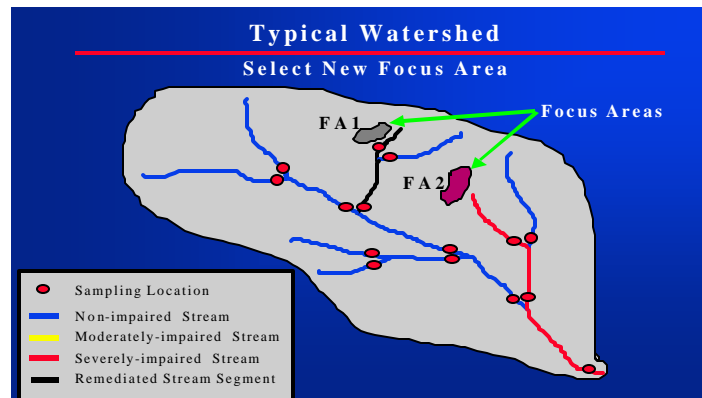 Typical Watershed
Select New Focus Area
Focus Areas
FA1
FA2
Sampling Location
Non-impaired Stream
Moderately-impaired Stream
Severely-impaired Stream
Remediated Stream Segment